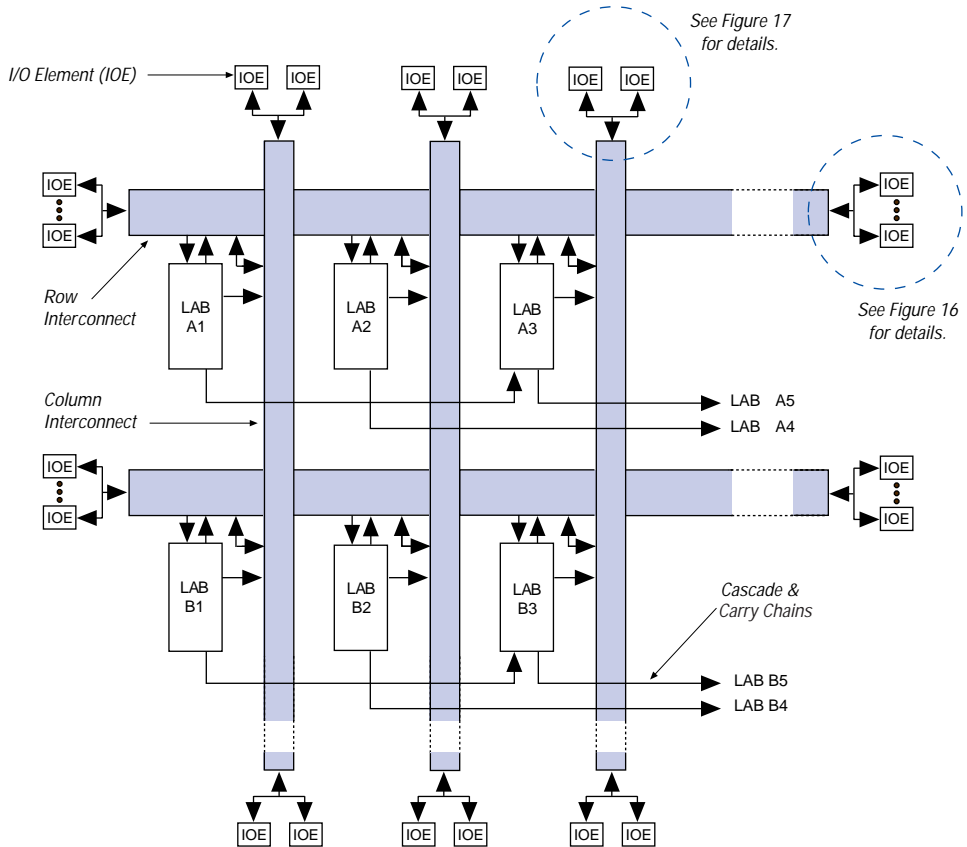 See Figure 17
for details.
I/O Element (IOE)
IOE IOE IOE IOE IOE IOE
IOE
IOE
IOE
IOE
LAB
A1
LAB
A2
LAB
A3
Row
Interconnect
See Figure 16
for details.
Column
Interconnect
LAB A5
LAB A4
IOE
IOE
IOE
IOE
LAB
B1
LAB
B2
LAB
B3
Cascade &
Carry Chains
LAB B5
LAB B4
IOE IOE IOE IOE IOE IOE